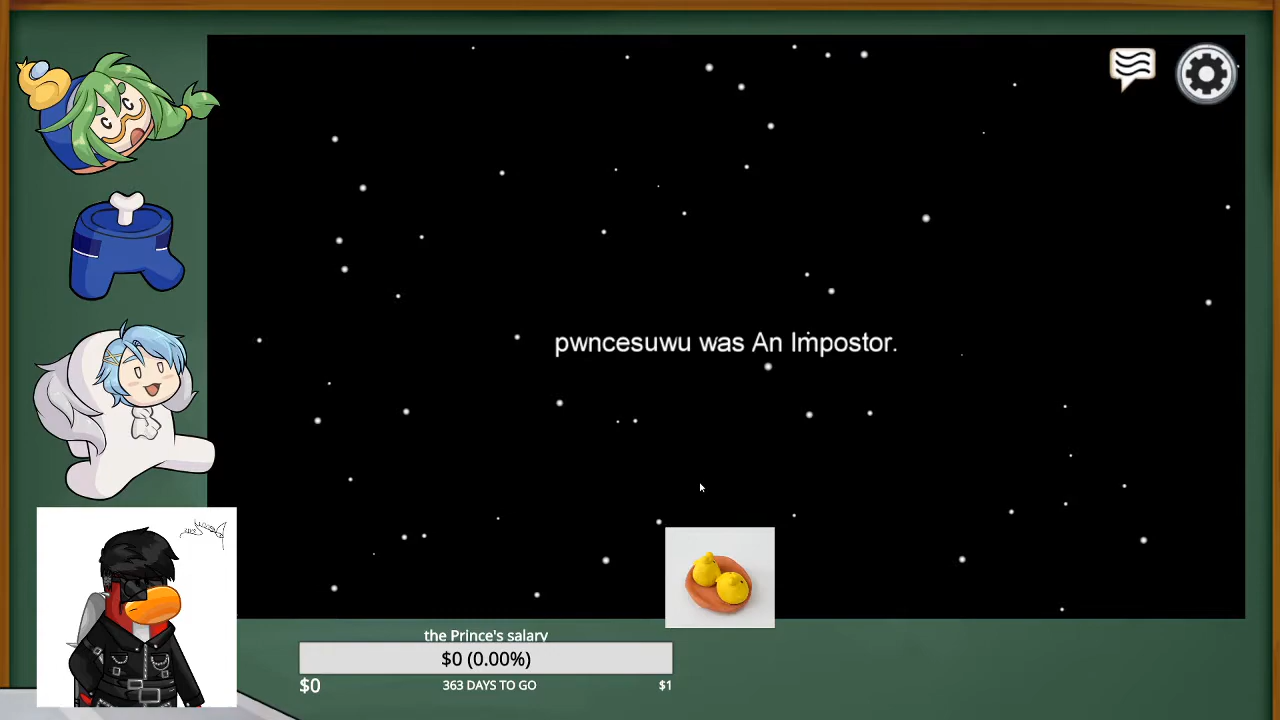 pwncesuwu was An Impostor.
the Prince's salary
$0 (0.00%)
$0
363 DAYS TO GO
$1